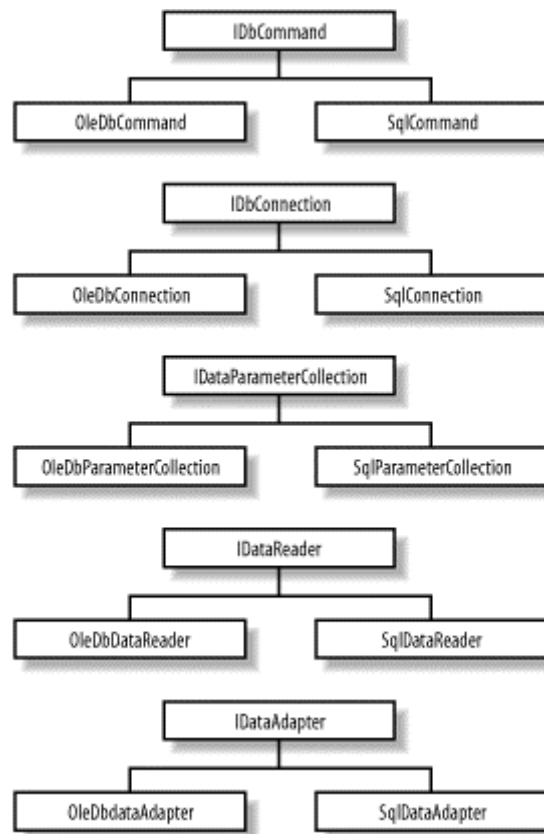 IDbCommand
OleDbCommand
SqlCommand
IDbConnection
OleDbConnection
SqlConnection
IDataParameterCollection
OleDbParameterCollection
SqlParameterCollection
IDataReader
OleDbDataReader
SqlDataReader
IDataAdapter
OleDbdataAdapter
SqlDataAdapter